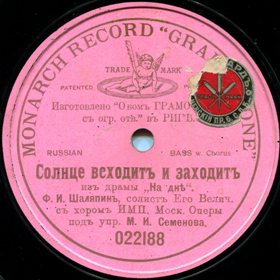 MONARCH RECORD "GRAMOPHONE"
TRADE MARK
PATENTED
Изготовлено "О-вомъ ГРАМОФОНЪ
съ огр. отв." въ РИГѢ.
RUSSIAN BASS w Chorus
Солнце всходитъ и заходитъ
изъ драмы „На днѣ".
Ф. И. Шаляпинъ, солистъ Его Велич.
съ хоромъ ИМП. Моск. Оперы
подъ упр. М. И. Семенова.
022188